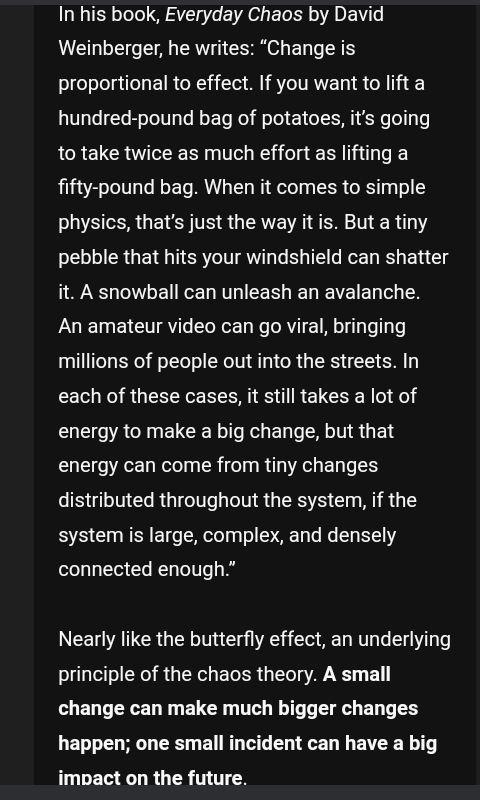 In his book, Everyday Chaos by David
Weinberger, he writes: “Change is
proportional to effect. If you want to lift a
hundred-pound bag of potatoes, it’s going
to take twice as much effort as lifting a
fifty-pound bag. When it comes to simple
physics, that’s just the way it is. But a tiny
pebble that hits your windshield can shatter
it. A snowball can unleash an avalanche.
An amateur video can go viral, bringing
millions of people out into the streets. In
each of these cases, it still takes a lot of
energy to make a big change, but that
energy can come from tiny changes
distributed throughout the system, if the
system is large, complex, and densely
connected enough.”
Nearly like the butterfly effect, an underlying
principle of the chaos theory. A small
change can make much bigger changes
happen; one small incident can have a big
impact on the future.